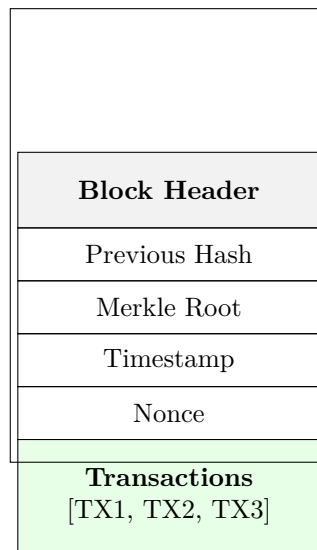 Block Header
Previous Hash
Merkle Root
Timestamp
Nonce
Transactions
[TX1, TX2, TX3]